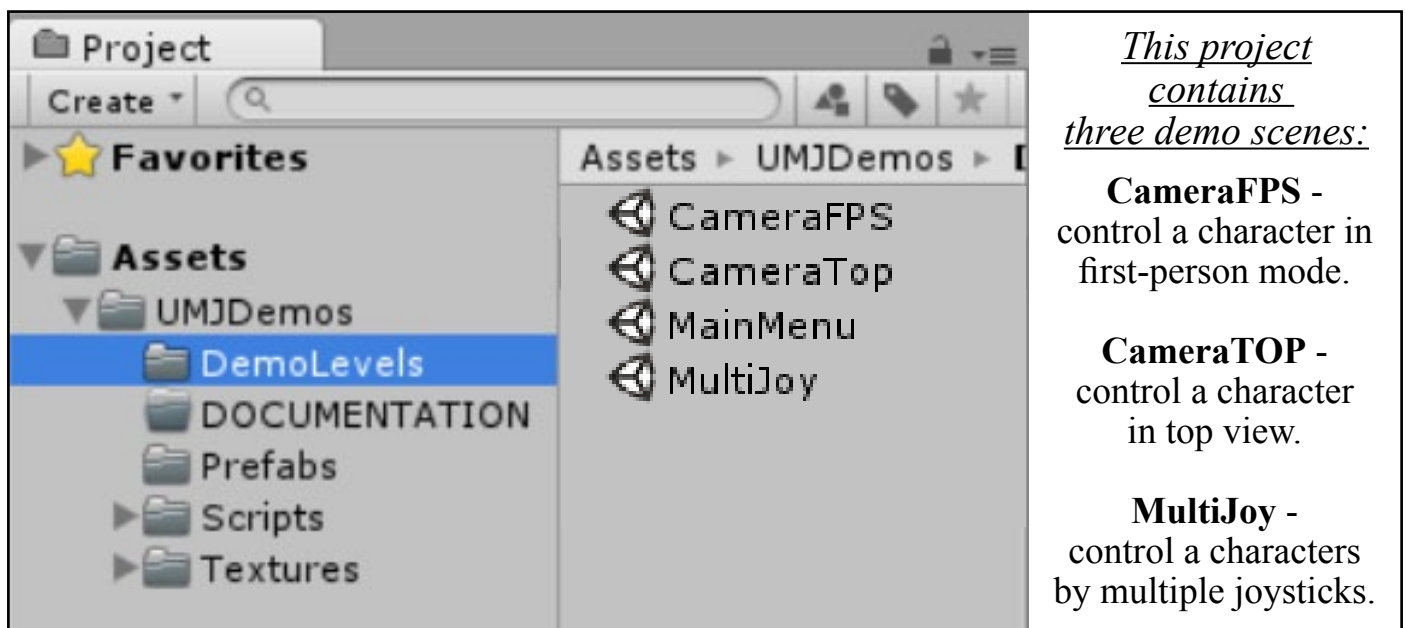 Project
Create
Favorites
Assets
UMJDemos
DemoLevels
DOCUMENTATION
Prefabs
Scripts
Textures
Assets ▸ UMJDemos ▸
CameraFPS
CameraTop
MainMenu
MultiJoy
This project
contains
three demo scenes:
CameraFPS -
control a character in
first-person mode.
CameraTOP -
control a character
in top view.
MultiJoy -
control a characters
by multiple joysticks.